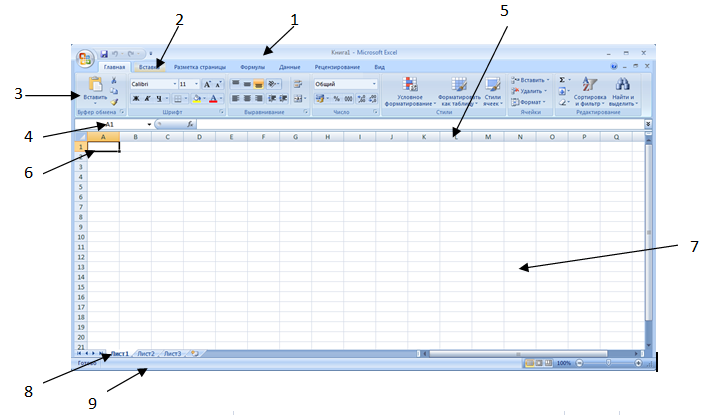 5
1
2
Книга1 - Microsoft Excel
Главная Вставка Разметка страницы Формулы Данные Рецензирование Вид
3
Вставить
Calibri 11
Ж К Ч
Общий
% 000
Условное форматирование
Форматировать как таблицу
Стили ячеек
Вставить
Удалить
Формат
Σ
Сортировка и фильтр
Найти и выделить
Буфер обмена Шрифт Выравнивание Число Стили Ячейки Редактирование
4
A1 fx
A B C D E F G H I J K L M N O P Q
6
1
2
3
4
5
6
7
8
9
10
11
12
13
14
15
16
17
18
19
20
21
7
Лист1 Лист2 Лист3
Готово 100%
8
9